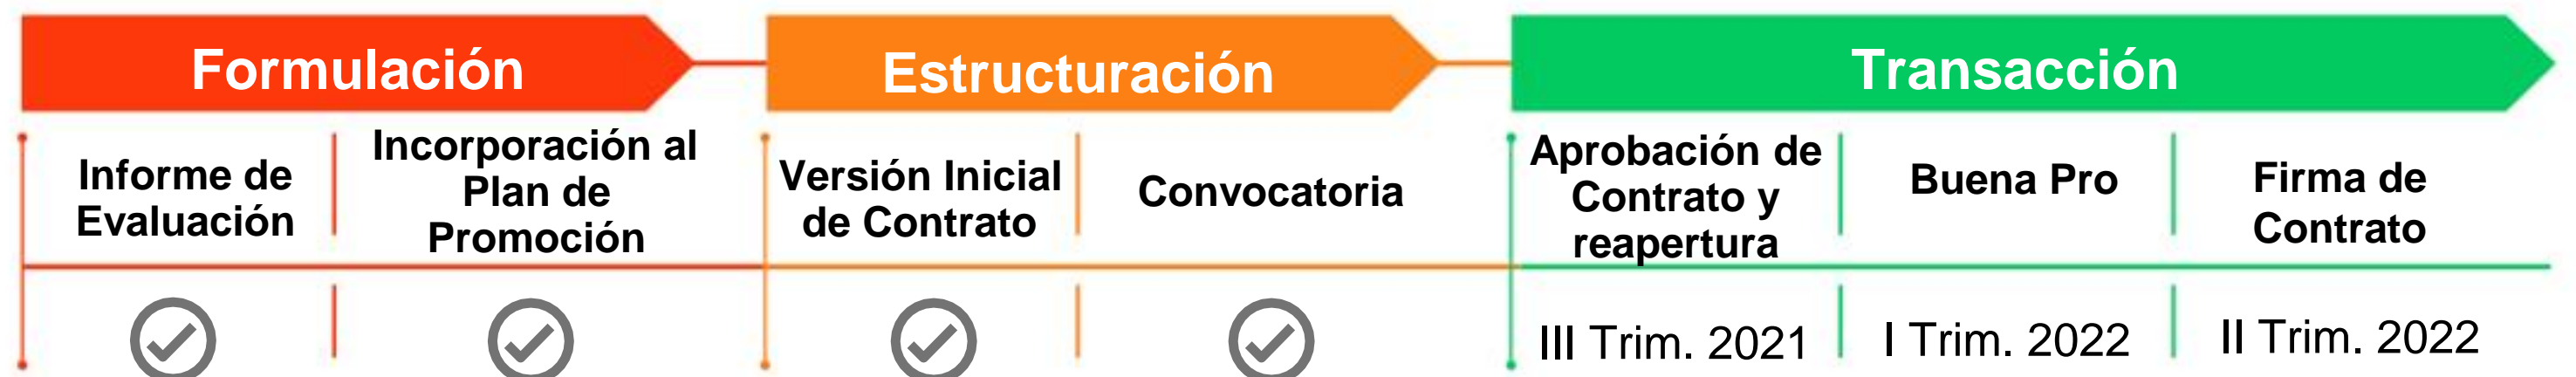 Formulación
Estructuración
Transacción
Informe de
Evaluación
Incorporación al
Plan de
Promoción
Versión Inicial
de Contrato
Convocatoria
Aprobación de
Contrato y
reapertura
Buena Pro
Firma de
Contrato
III Trim. 2021
I Trim. 2022
II Trim. 2022